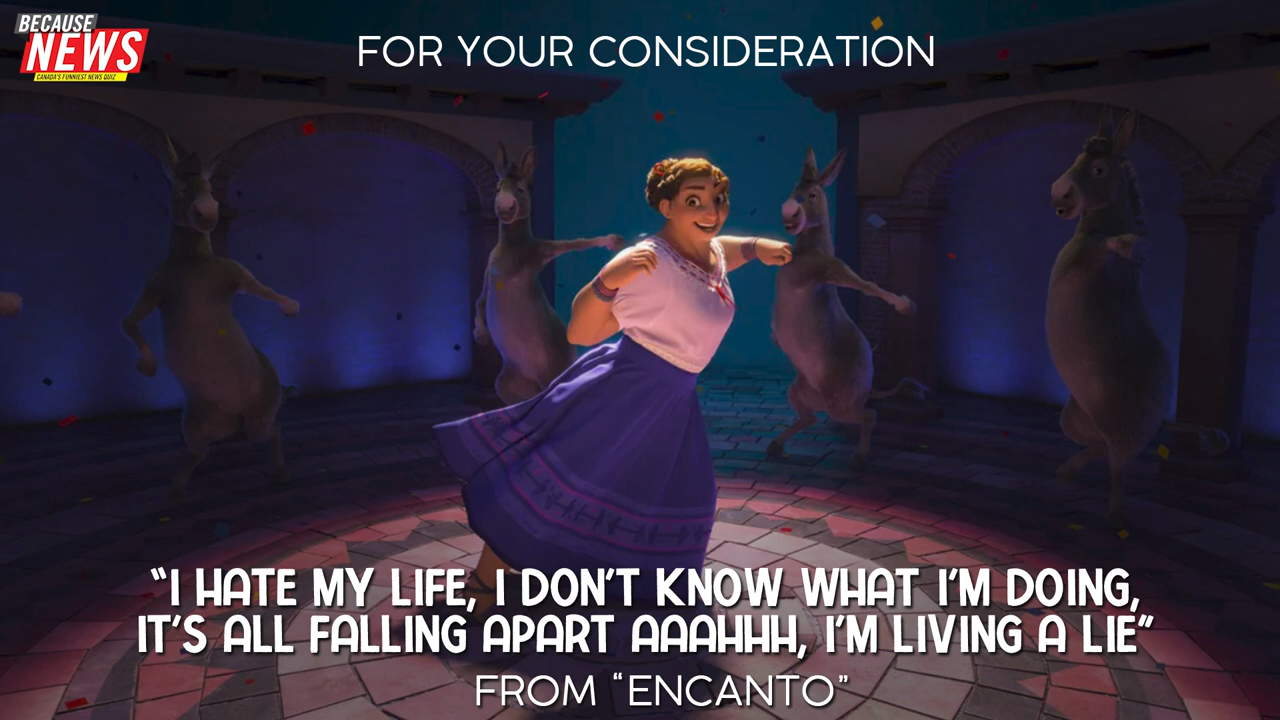 BECAUSE
NEWS
CANADA'S FUNNIEST NEWS QUIZ
FOR YOUR CONSIDERATION
"I HATE MY LIFE, I DON'T KNOW WHAT I'M DOING,
IT'S ALL FALLING APART AAAHHH, I'M LIVING A LIE"
FROM "ENCANTO"